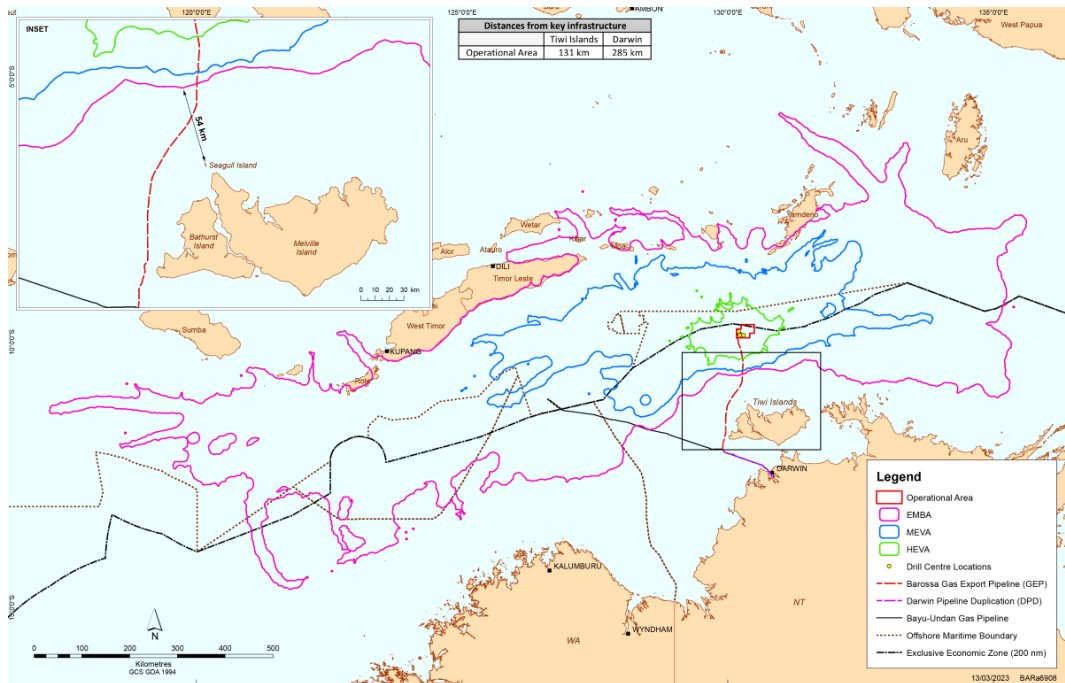 INSET
120°0'0"E
125°0'0"E
AMBON
130°0'0"E
135°0'0"E
West Papua
Distances from key infrastructure
Tiwi Islands Darwin
Operational Area 131 km 285 km
5°0'0"S
54 km
Seagull Island
Bathurst
Island
Melville
Island
0 10 20 30 km
Aru
Yamdena
Wetar
Kisar
Moa
Alor
Atauro
DILI
Timor Leste
West Timor
Sumba
KUPANG
Rote
10°0'0"S
Tiwi Islands
DARWIN
KALUMBURU
WYNDHAM
WA
NT
N
0 100 200 300 400 500
Kilometres
GCS GDA 1994
Legend
Operational Area
EMBA
MEVA
HEVA
Drill Centre Locations
Barossa Gas Export Pipeline (GEP)
Darwin Pipeline Duplication (DPD)
Bayu-Undan Gas Pipeline
Offshore Maritime Boundary
Exclusive Economic Zone (200 nm)
13/03/2023 BARa6908